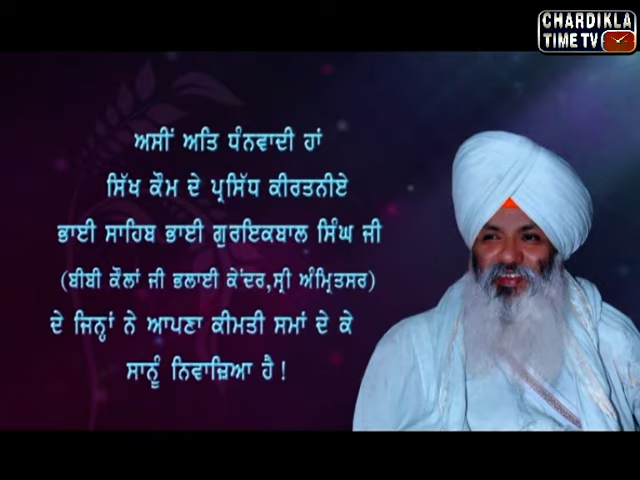 CHARDIKLA
TIME TV
ਅਸੀਂ ਅਤਿ ਧੰਨਵਾਦੀ ਹਾਂ
ਸਿੱਖ ਕੌਮ ਦੇ ਪ੍ਰਸਿੱਧ ਕੀਰਤਨੀਏ
ਭਾਈ ਸਾਹਿਬ ਭਾਈ ਗੁਰਇਕਬਾਲ ਸਿੰਘ ਜੀ
(ਬੀਬੀ ਕੌਲਾਂ ਜੀ ਭਲਾਈ ਕੇਂਦਰ,ਸ੍ਰੀ ਅੰਮ੍ਰਿਤਸਰ)
ਦੇ ਜਿਨ੍ਹਾਂ ਨੇ ਆਪਣਾ ਕੀਮਤੀ ਸਮਾਂ ਦੇ ਕੇ
ਸਾਨੂੰ ਨਿਵਾਜ਼ਿਆ ਹੈ!